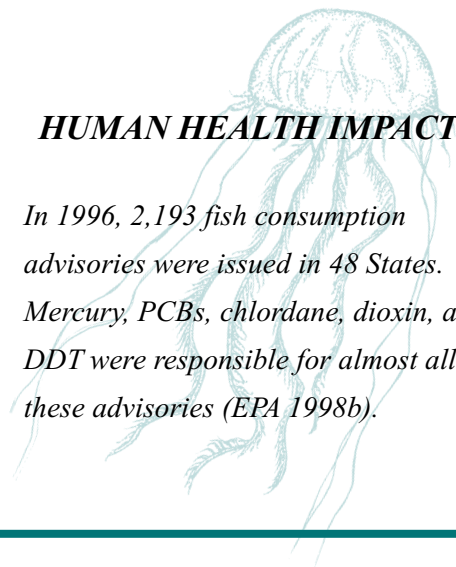 HUMAN HEALTH IMPACT
In 1996, 2,193 fish consumption
advisories were issued in 48 States.
Mercury, PCBs, chlordane, dioxin, a
DDT were responsible for almost all
these advisories (EPA 1998b).